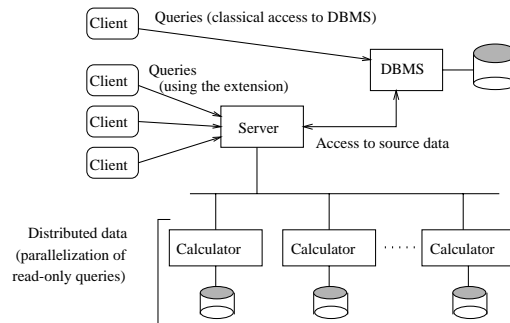 Client
Queries (classical access to DBMS)
DBMS
Client
Queries
(using the extension)
Client
Server
Client
Access to source data
Distributed data
(parallelization of
read-only queries)
Calculator
Calculator
Calculator